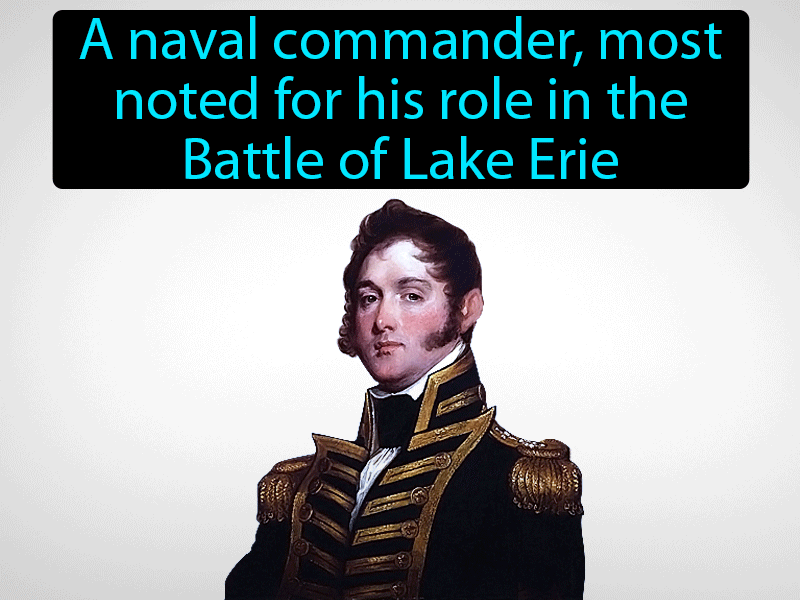 A naval commander, most
noted for his role in the
Battle of Lake Erie